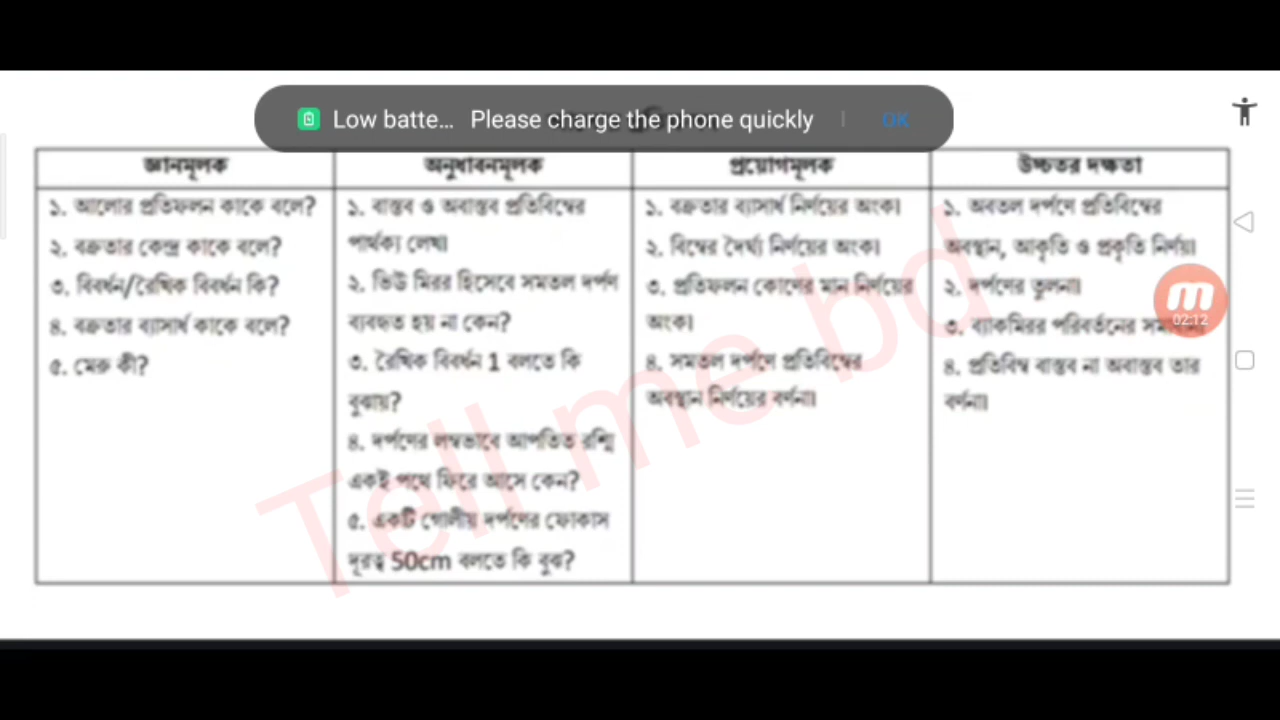 Low batte... Please charge the phone quickly OK
জ্ঞানমূলক
১. আলোর প্রতিফলন কাকে বলে?
২. বক্রতার কেন্দ্র কাকে বলে?
৩. বিবর্ধন/রৈখিক বিবর্ধন কি?
৪. বক্রতার ব্যাসার্ধ কাকে বলে?
৫. মেরু কী?
অনুধাবনমূলক
১. বাস্তব ও অবাস্তব প্রতিবিম্বের
পার্থক্য লেখ।
২. ভিউ মিরর হিসেবে সমতল দর্পণ
ব্যবহৃত হয় না কেন?
৩. রৈখিক বিবর্ধন 1 বলতে কি
বুঝায়?
৪. দর্পণের লম্বভাবে আপতিত রশ্মি
একই পথে ফিরে আসে কেন?
৫. একটি গোলীয় দর্পণের ফোকাস
দূরত্ব 50cm বলতে কি বুঝ?
প্রয়োগমূলক
১. বক্রতার ব্যাসার্ধ নির্ণয়ের অংক।
২. বিম্বের দৈর্ঘ্য নির্ণয়ের অংক।
৩. প্রতিফলন কোণের মান নির্ণয়ের
অংক।
৪. সমতল দর্পণে প্রতিবিম্বের
অবস্থান নির্ণয়ের বর্ণনা।
উচ্চতর দক্ষতা
১. অবতল দর্পণে প্রতিবিম্বের
অবস্থান, আকৃতি ও প্রকৃতি নির্ণয়।
২. দর্পণের তুলনা।
৩. ব্যাকমিরর পরিবর্তনের
৪. প্রতিবিম্ব বাস্তব না অবাস্তব তার
বর্ণনা।
02:12
Tell me bd